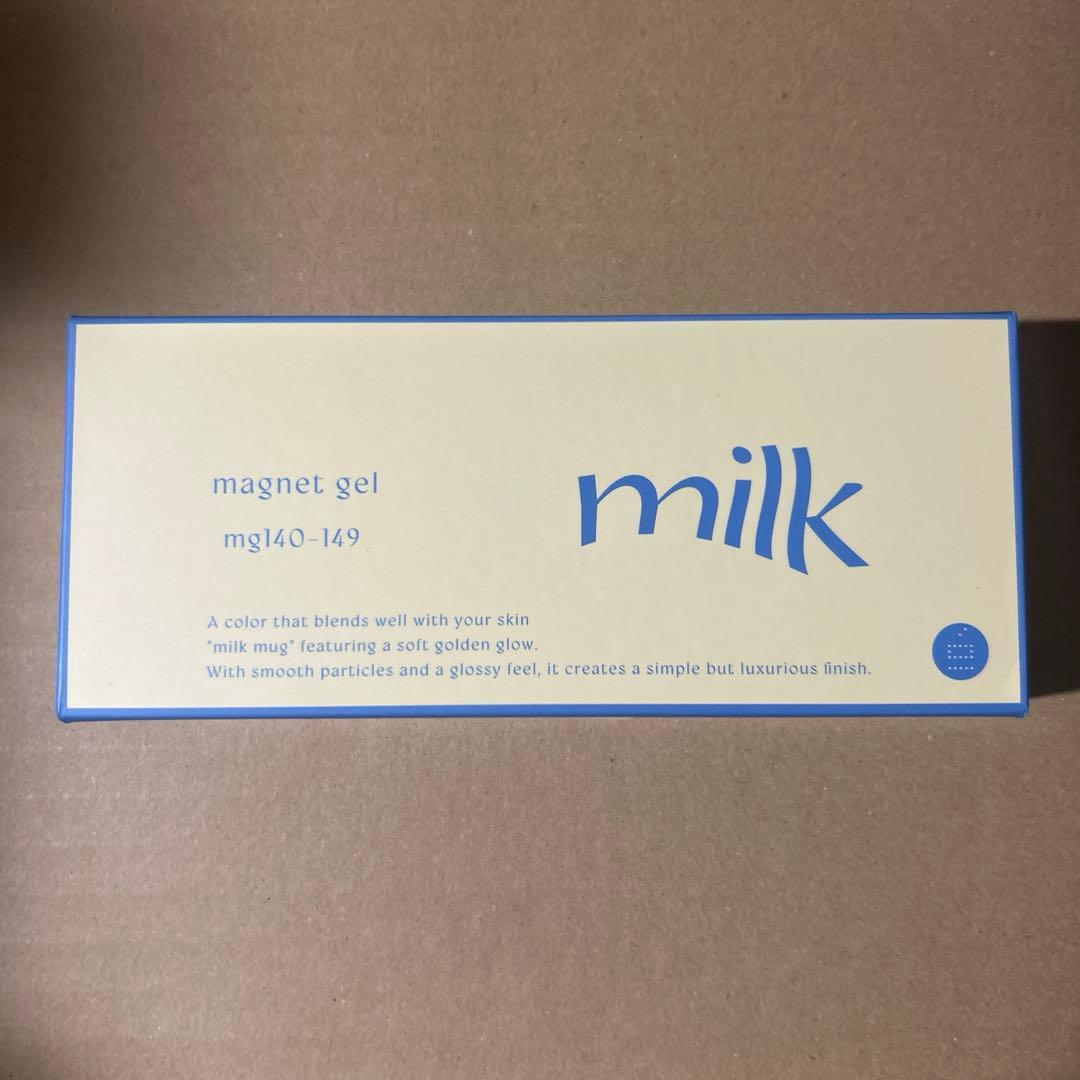 magnet gel
mg140-149
milk
A color that blends well with your skin
"milk mug" featuring a soft golden glow.
With smooth particles and a glossy feel, it creates a simple but luxurious finish.